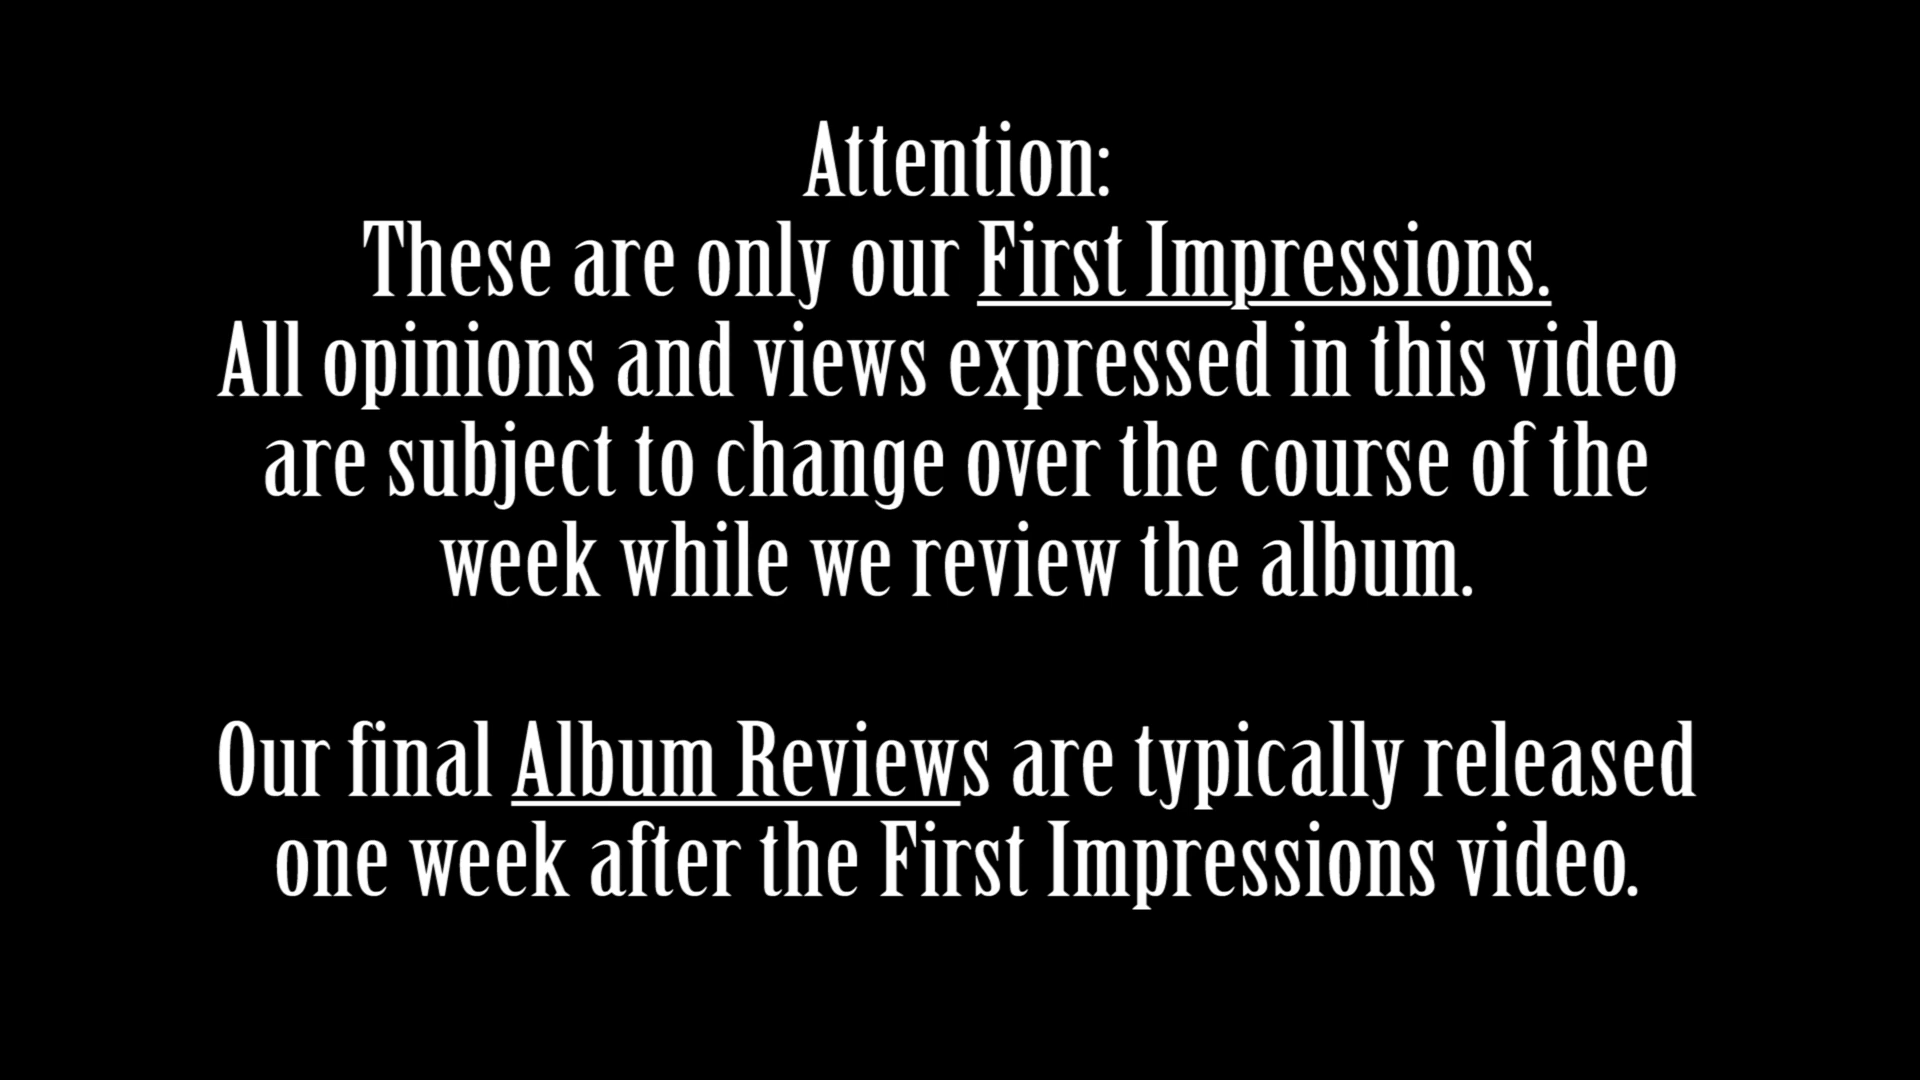 Attention:
These are only our First Impressions.
All opinions and views expressed in this video
are subject to change over the course of the
week while we review the album.
Our final Album Reviews are typically released
one week after the First Impressions video.